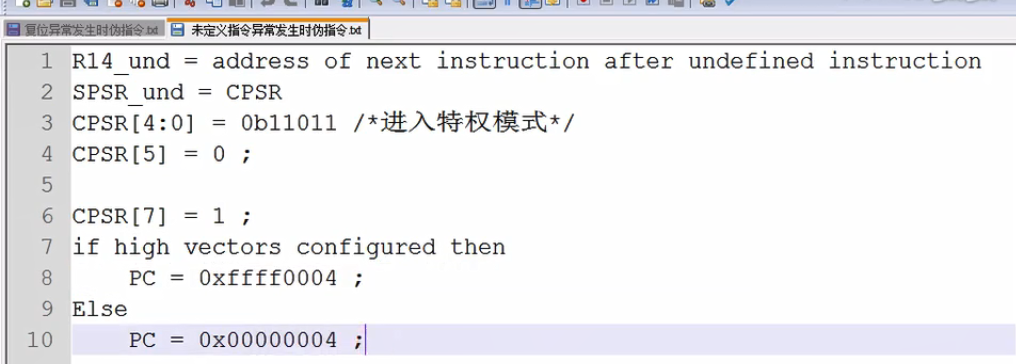 复位异常发生时伪指令.txt 未定义指令异常发生时伪指令.txt
1 R14_und = address of next instruction after undefined instruction
2 SPSR_und = CPSR
3 CPSR[4:0] = 0b11011 /*进入特权模式*/
4 CPSR[5] = 0 ;
5
6 CPSR[7] = 1 ;
7 if high vectors configured then
8 PC = 0xffff0004 ;
9 Else
10 PC = 0x00000004 ;